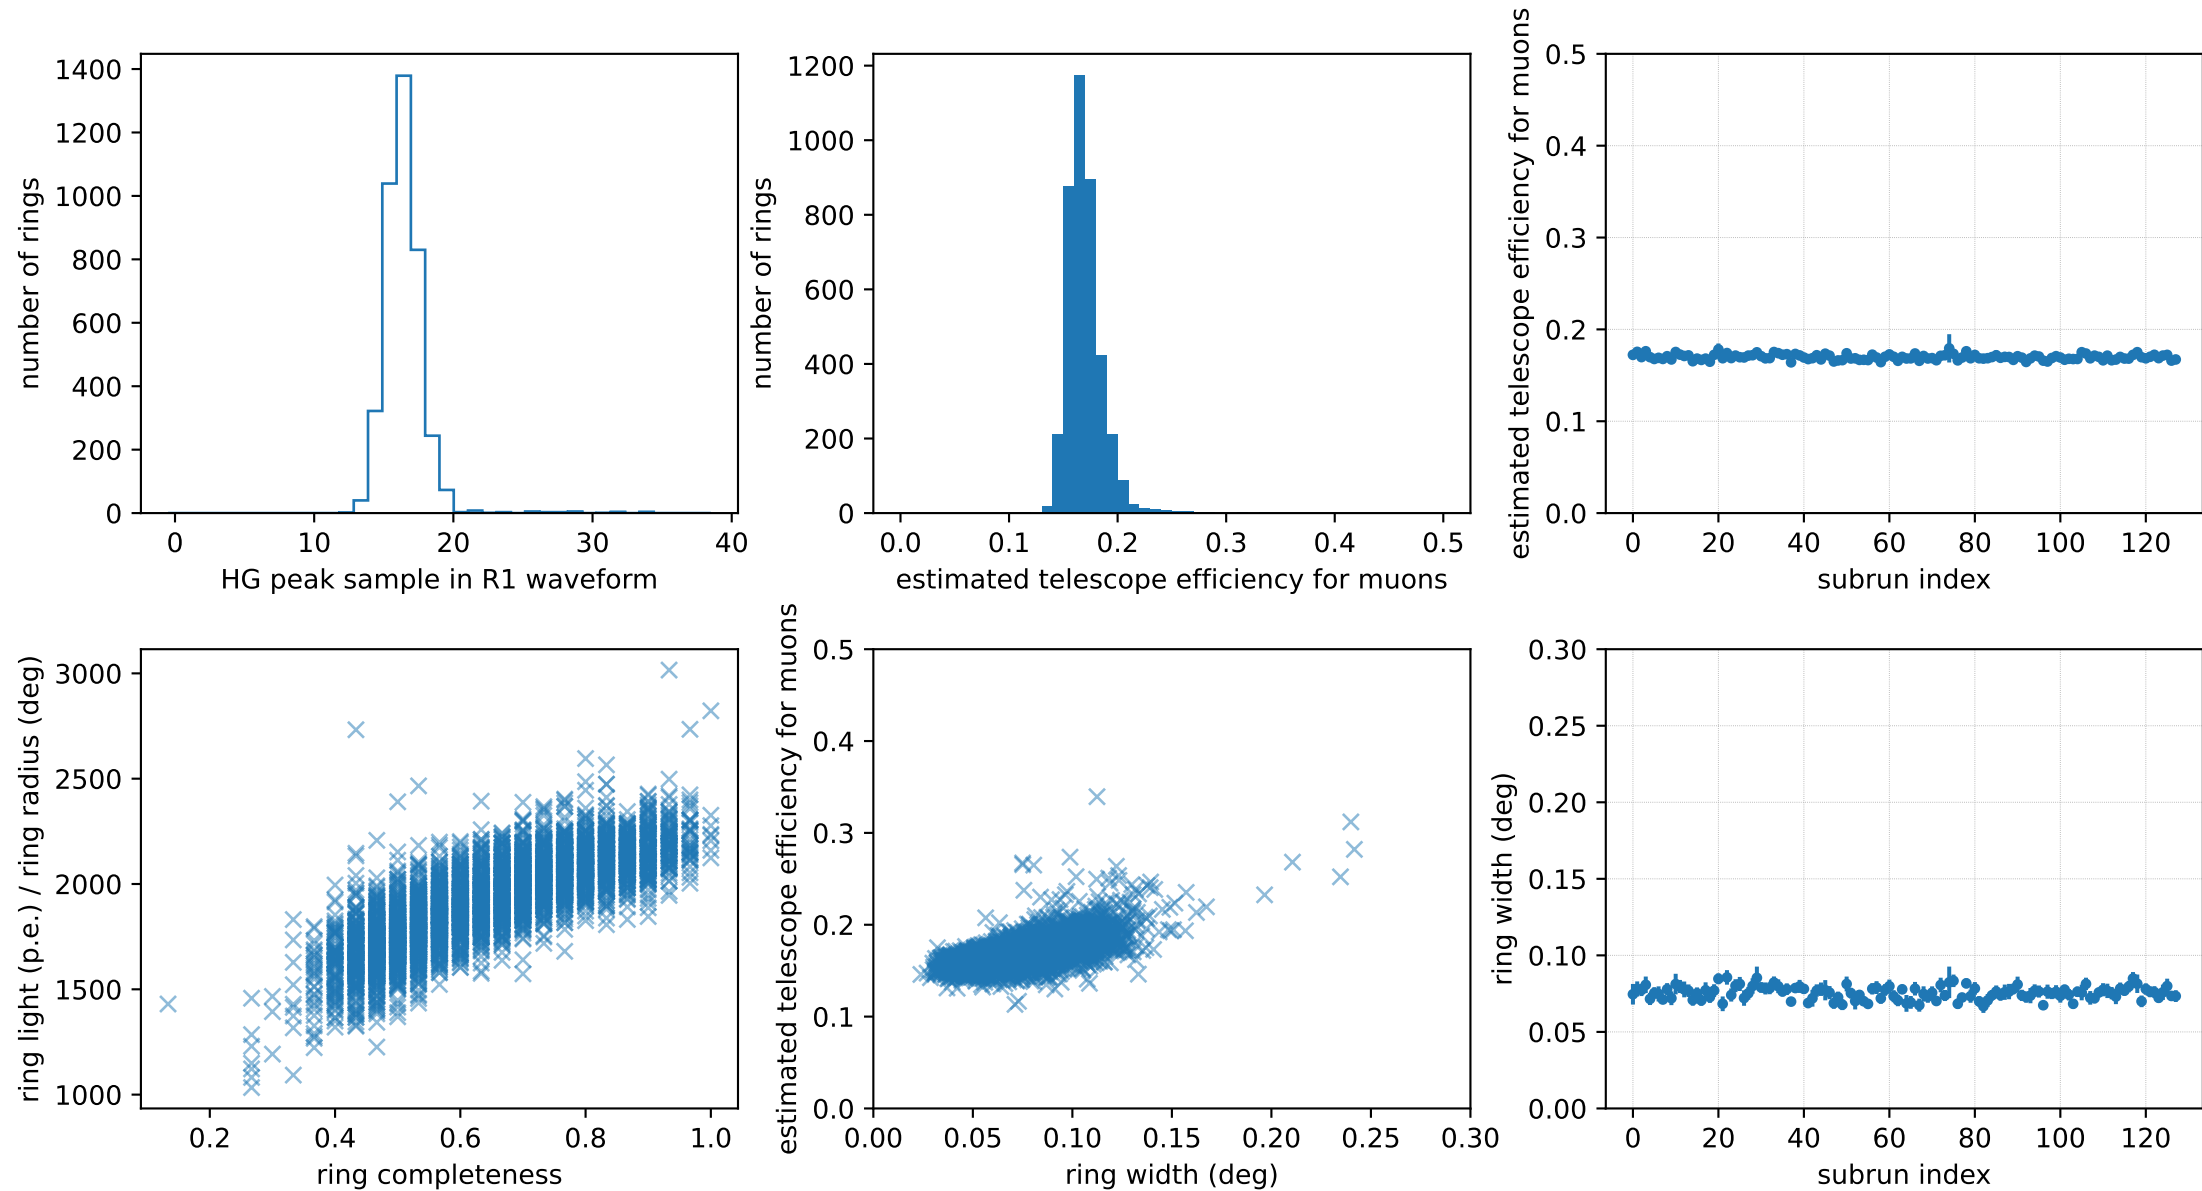 number of rings
1400
1200
1000
800
600
400
200
0
0 10 20 30 40
HG peak sample in R1 waveform
number of rings
1200
1000
800
600
400
200
0
0.0 0.1 0.2 0.3 0.4 0.5
estimated telescope efficiency for muons
estimated telescope efficiency for muons
0.5
0.4
0.3
0.2
0.1
0.0
0 20 40 60 80 100 120
subrun index
ring light (p.e.) / ring radius (deg)
3000
2500
2000
1500
1000
0.2 0.4 0.6 0.8 1.0
ring completeness
estimated telescope efficiency for muons
0.5
0.4
0.3
0.2
0.1
0.0
0.00 0.05 0.10 0.15 0.20 0.25 0.30
ring width (deg)
ring width (deg)
0.30
0.25
0.20
0.15
0.10
0.05
0.00
0 20 40 60 80 100 120
subrun index